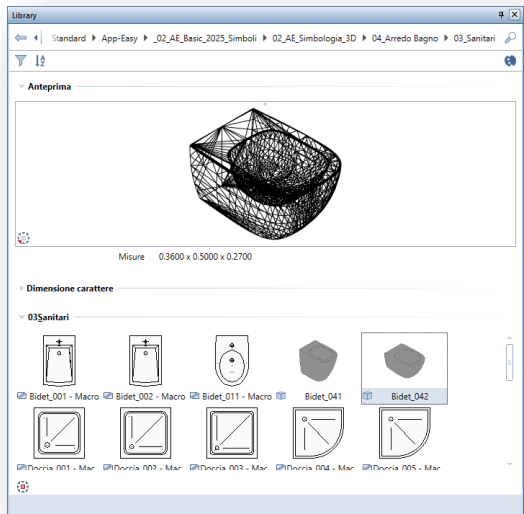 Library
Standard App-Easy _02_AE_Basic_2025_Simboli 02_AE_Simbologia_3D 04_Arredo Bagno 03_Sanitari
Anteprima
Misure 0.3600 x 0.5000 x 0.2700
Dimensione carattere
03Sanitari
Bidet_001 - Macro Bidet_002 - Macro Bidet_011 - Macro Bidet_041 Bidet_042
Doccia_001 - Mac Doccia_002 - Mac Doccia_003 - Mac Doccia_004 - Mac Doccia_005 - Mac